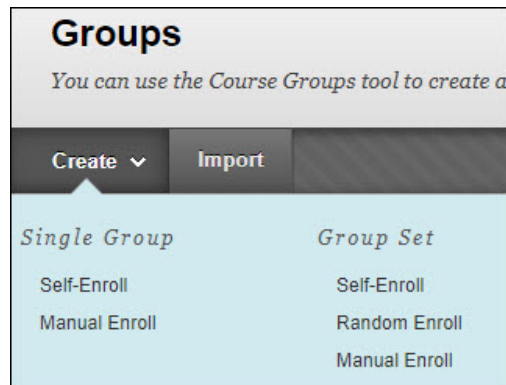 Groups
You can use the Course Groups tool to create a
Create Import
Single Group
Self-Enroll
Manual Enroll
Group Set
Self-Enroll
Random Enroll
Manual Enroll